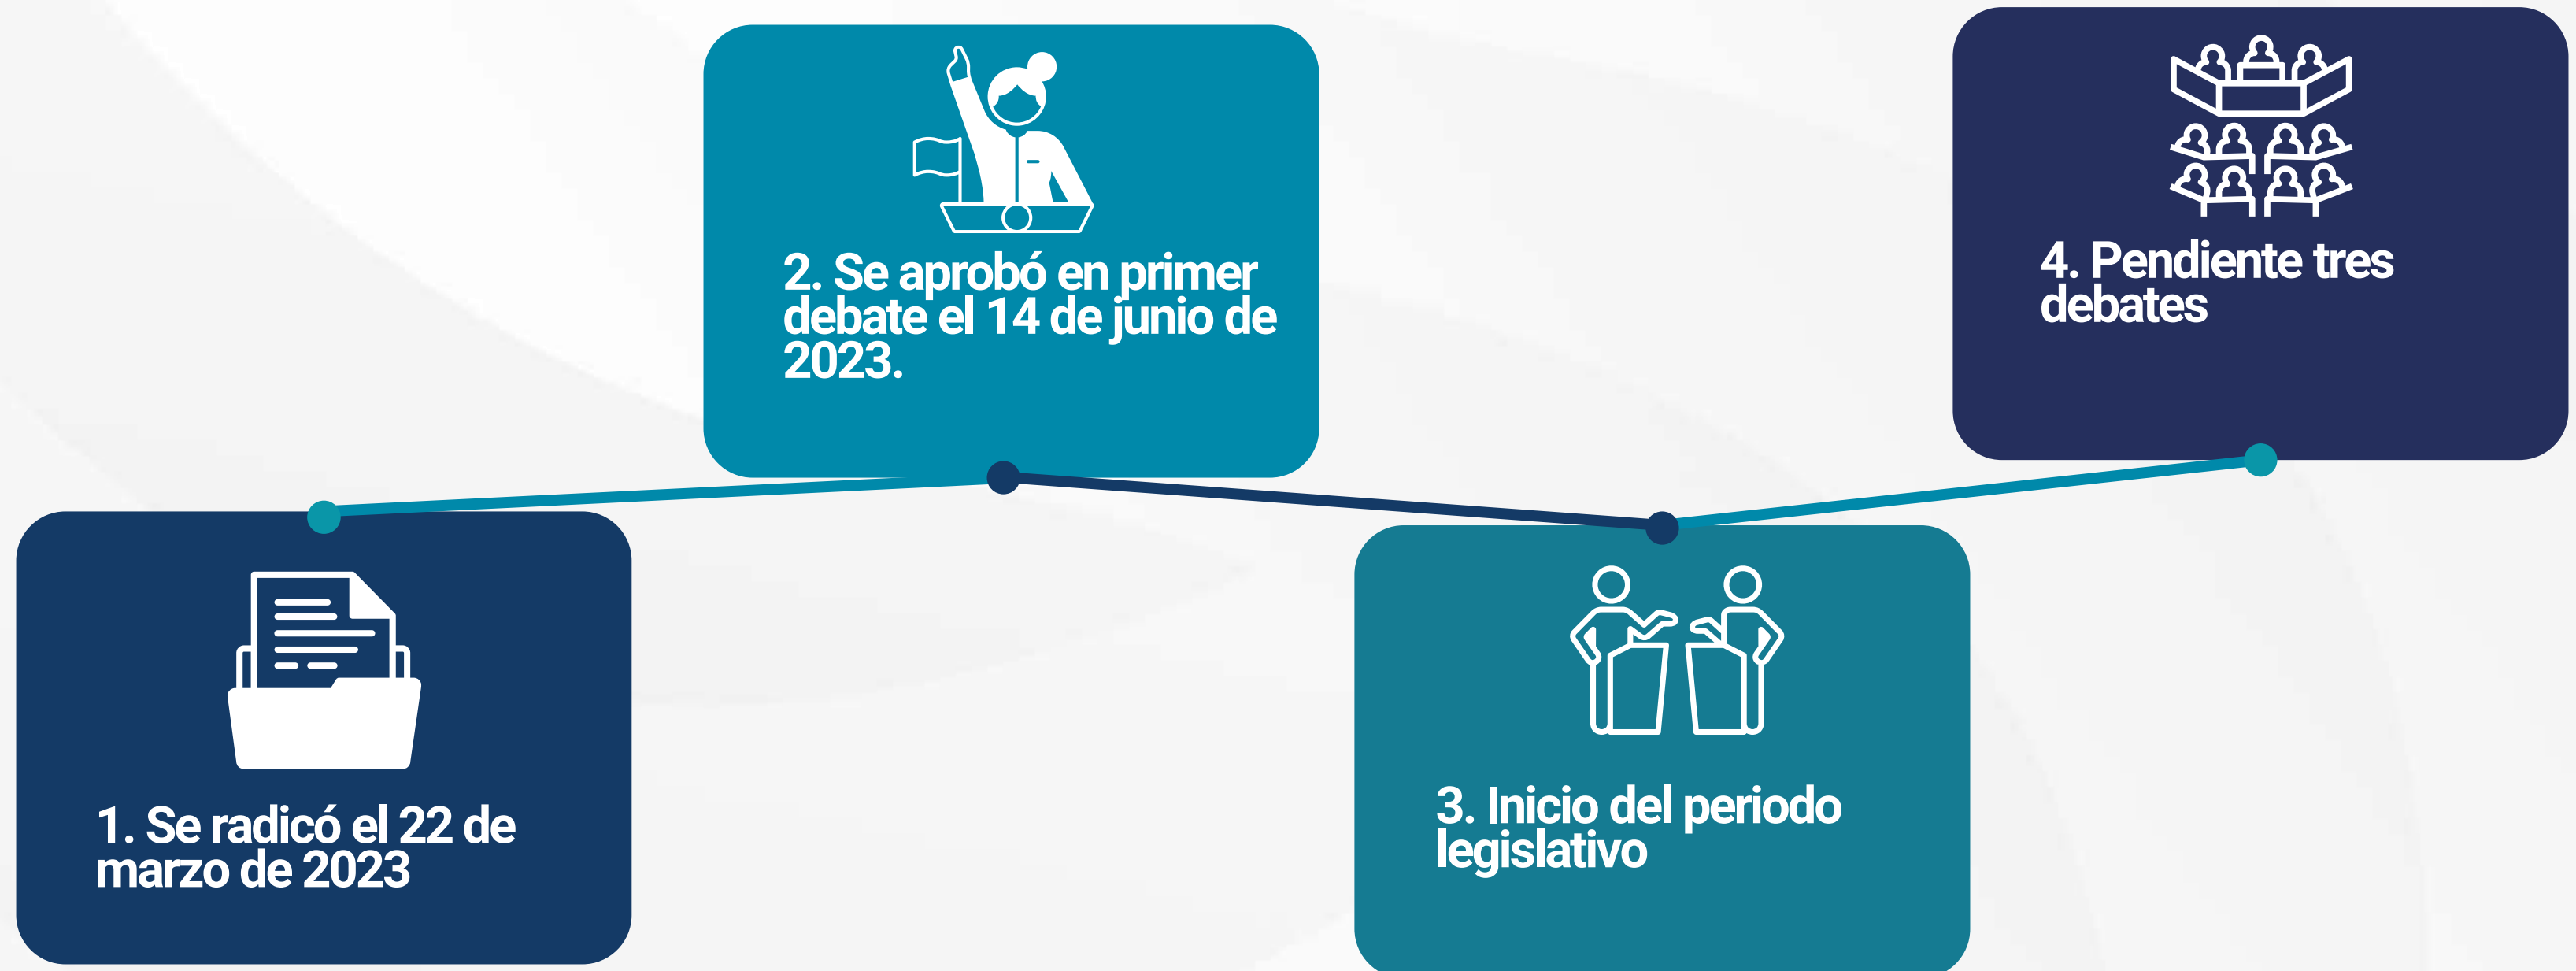 1. Se radicó el 22 de
marzo de 2023
2. Se aprobó en primer
debate el 14 de junio de
2023.
3. Inicio del periodo
legislativo
4. Pendiente tres
debates